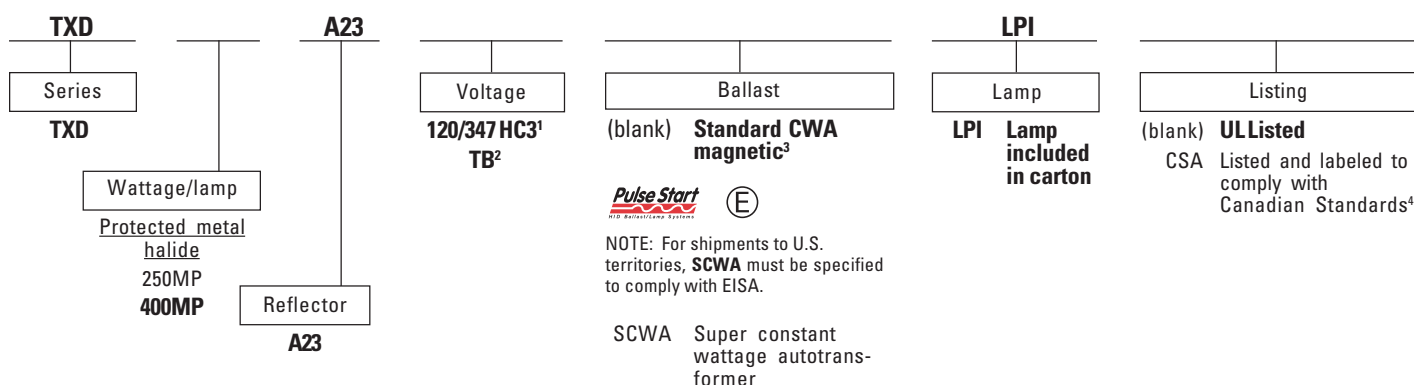 TXD A23 LPI
Series
TXD
Wattage/lamp
Protected metal
halide
250MP
400MP
Reflector
A23
Voltage
120/347 HC3¹
TB²
Ballast
(blank) Standard CWA
magnetic³
Pulse Start
HID Ballast/Lamp Systems
E
NOTE: For shipments to U.S.
territories, SCWA must be specified
to comply with EISA.
SCWA Super constant
wattage autotrans-
former
Lamp
LPI Lamp
included
in carton
Listing
(blank) UL Listed
CSA Listed and labeled to
comply with
Canadian Standards⁴